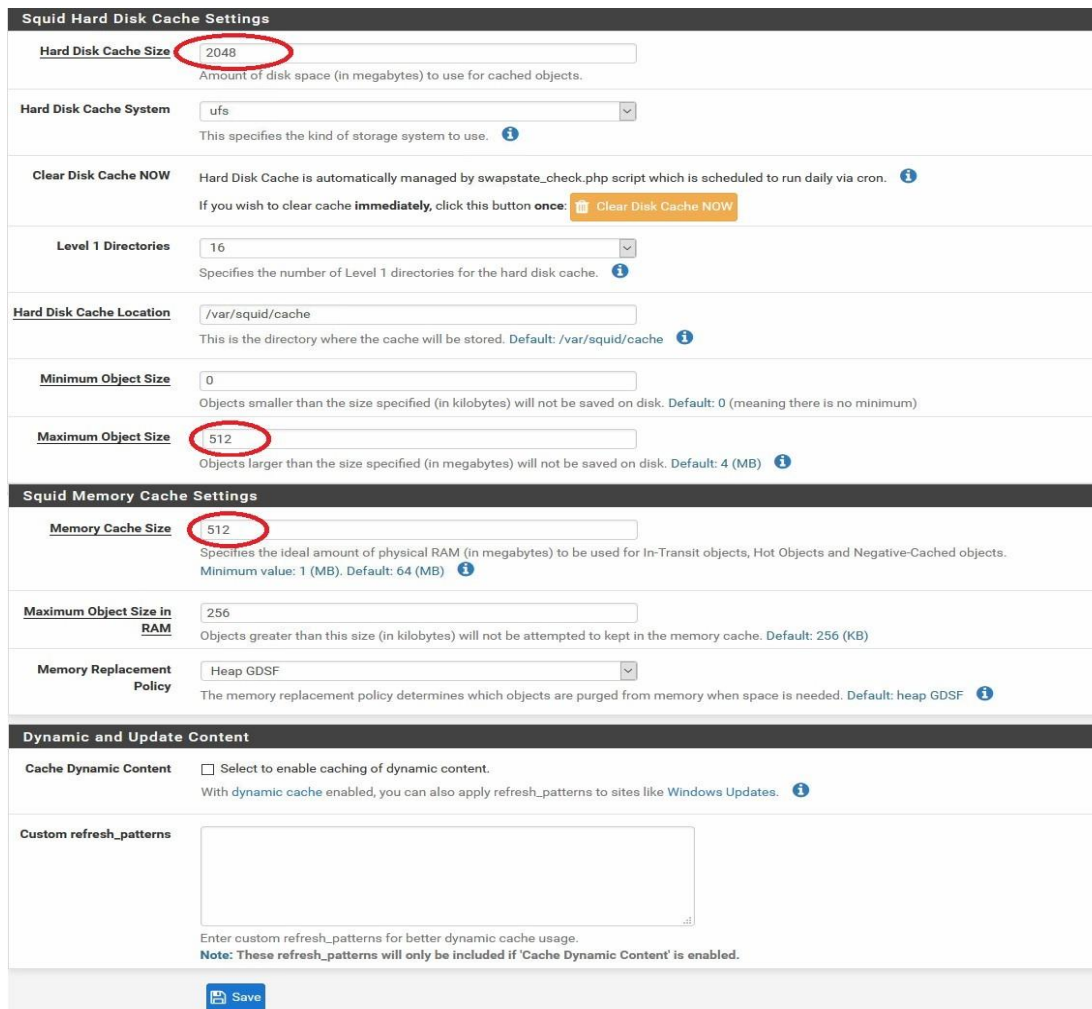 Squid Hard Disk Cache Settings
Hard Disk Cache Size
2048
Amount of disk space (in megabytes) to use for cached objects.
Hard Disk Cache System
ufs
This specifies the kind of storage system to use.
Clear Disk Cache NOW
Hard Disk Cache is automatically managed by swapstate_check.php script which is scheduled to run daily via cron.
If you wish to clear cache immediately, click this button once: Clear Disk Cache NOW
Level 1 Directories
16
Specifies the number of Level 1 directories for the hard disk cache.
Hard Disk Cache Location
/var/squid/cache
This is the directory where the cache will be stored. Default: /var/squid/cache
Minimum Object Size
0
Objects smaller than the size specified (in kilobytes) will not be saved on disk. Default: 0 (meaning there is no minimum)
Maximum Object Size
512
Objects larger than the size specified (in megabytes) will not be saved on disk. Default: 4 (MB)
Squid Memory Cache Settings
Memory Cache Size
512
Specifies the ideal amount of physical RAM (in megabytes) to be used for In-Transit objects, Hot Objects and Negative-Cached objects.
Minimum value: 1 (MB). Default: 64 (MB)
Maximum Object Size in
RAM
256
Objects greater than this size (in kilobytes) will not be attempted to kept in the memory cache. Default: 256 (KB)
Memory Replacement
Policy
Heap GDSF
The memory replacement policy determines which objects are purged from memory when space is needed. Default: heap GDSF
Dynamic and Update Content
Cache Dynamic Content
Select to enable caching of dynamic content.
With dynamic cache enabled, you can also apply refresh_patterns to sites like Windows Updates.
Custom refresh_patterns
Enter custom refresh_patterns for better dynamic cache usage.
Note: These refresh_patterns will only be included if 'Cache Dynamic Content' is enabled.
Save